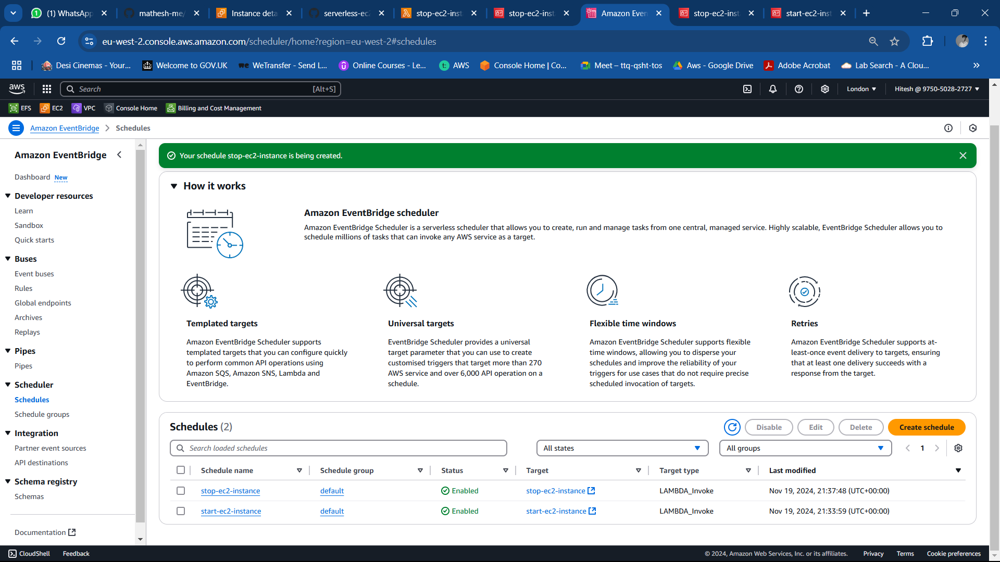 (1) WhatsApp
mathesh-me/
Instance deta
serverless-ec
stop-ec2-inst
stop-ec2-inst
Amazon Even
stop-ec2-inst
start-ec2-inst
eu-west-2.console.aws.amazon.com/scheduler/home?region=eu-west-2#schedules
Desi Cinemas - Your...
Welcome to GOV.UK
we WeTransfer - Send L...
Online Courses - Le...
t: AWS
Console Home | Co...
Meet – ttq-qsht-tos
Aws - Google Drive
Adobe Acrobat
Lab Search - A Clou...
aws
Search
[Alt+S]
London
Hitesh @ 9750-5028-2727
EFS
EC2
VPC
Console Home
Billing and Cost Management
Amazon EventBridge
Schedules
Amazon EventBridge
Dashboard New
Developer resources
Learn
Sandbox
Quick starts
Buses
Event buses
Rules
Global endpoints
Archives
Replays
Pipes
Pipes
Scheduler
Schedules
Schedule groups
Integration
Partner event sources
API destinations
Schema registry
Schemas
Documentation
Your schedule stop-ec2-instance is being created.
How it works
Amazon EventBridge scheduler
Amazon EventBridge Scheduler is a serverless scheduler that allows you to create, run and manage tasks from one central, managed service. Highly scalable, EventBridge Scheduler allows you to
schedule millions of tasks that can invoke any AWS service as a target.
Templated targets
Amazon EventBridge Scheduler supports
templated targets that you can configure quickly
to perform common API operations using
Amazon SQS, Amazon SNS, Lambda and
EventBridge.
Universal targets
EventBridge Scheduler provides a universal
target parameter that you can use to create
customised triggers that target more than 270
AWS service and over 6,000 API operation on a
schedule.
Flexible time windows
Amazon EventBridge Scheduler supports flexible
time windows, allowing you to disperse your
schedules and improve the reliability of your
triggers for use cases that do not require precise
scheduled invocation of targets.
Retries
Amazon EventBridge Scheduler supports at-
least-once event delivery to targets, ensuring
that at least one delivery succeeds with a
response from the target.
Schedules (2)
Disable
Edit
Delete
Create schedule
Search loaded schedules
All states
All groups
1
Schedule name
Schedule group
Status
Target
Target type
Last modified
stop-ec2-instance
default
Enabled
stop-ec2-instance
LAMBDA_Invoke
Nov 19, 2024, 21:37:48 (UTC+00:00)
start-ec2-instance
default
Enabled
start-ec2-instance
LAMBDA_Invoke
Nov 19, 2024, 21:33:59 (UTC+00:00)
CloudShell
Feedback
© 2024, Amazon Web Services, Inc. or its affiliates.
Privacy
Terms
Cookie preferences